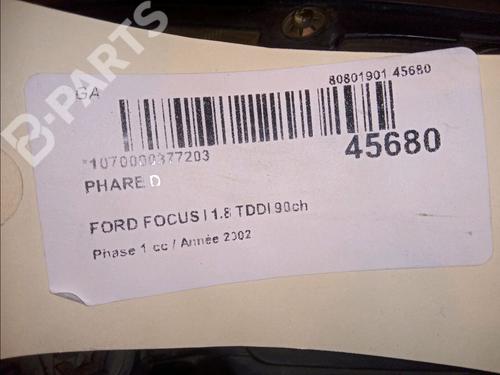 B-PARTS
GA
80801901 45680
*1070000377203
45680
PHARE D
FORD FOCUS I 1.8 TDDI 90ch
Phase 1 cc / Année 2002